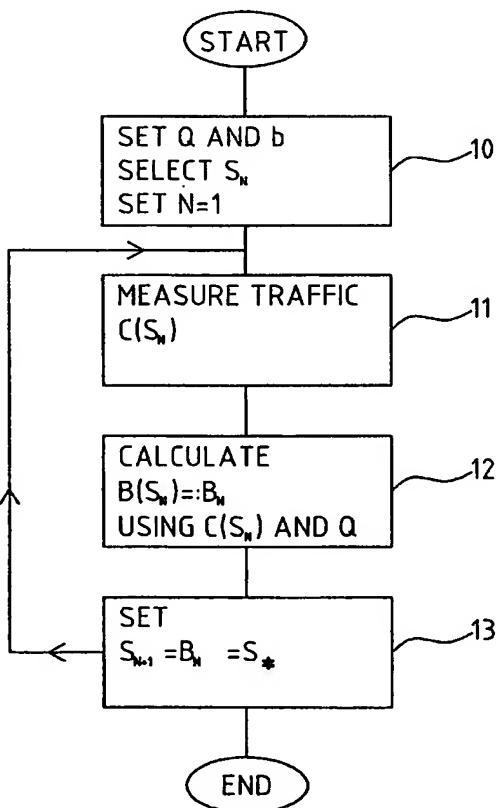 START
SET Q AND b
SELECT S_N
SET N=1
10
MEASURE TRAFFIC
C(S_N)
11
CALCULATE
B(S_N)=:B_N
USING C(S_N) AND Q
12
SET
S_N+1 =B_N =S_*
13
END